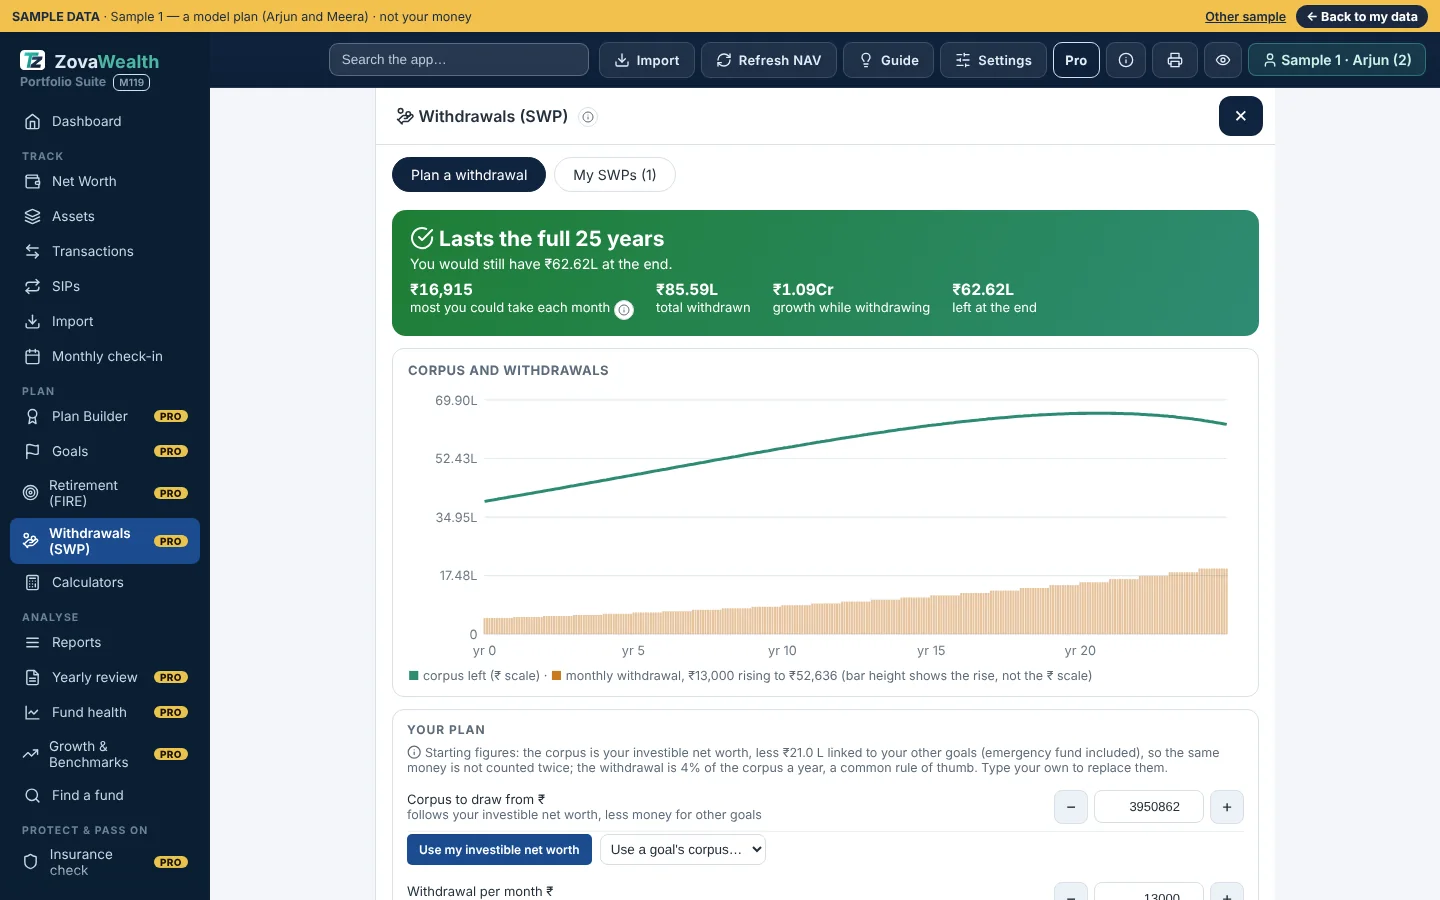 SAMPLE DATA · Sample 1 — a model plan (Arjun and Meera) · not your money
Other sample
← Back to my data
ZovaWealth
Portfolio Suite M119
Search the app…
Import
Refresh NAV
Guide
Settings
Pro
Sample 1 · Arjun (2)
Dashboard
TRACK
Net Worth
Assets
Transactions
SIPs
Import
Monthly check-in
PLAN
Plan Builder PRO
Goals PRO
Retirement
(FIRE) PRO
Withdrawals
(SWP) PRO
Calculators
ANALYSE
Reports
Yearly review PRO
Fund health PRO
Growth &
Benchmarks PRO
Find a fund
PROTECT & PASS ON
Insurance
check PRO
Withdrawals (SWP)
Plan a withdrawal
My SWPs (1)
Lasts the full 25 years
You would still have ₹62.62L at the end.
₹16,915
most you could take each month
₹85.59L
total withdrawn
₹1.09Cr
growth while withdrawing
₹62.62L
left at the end
CORPUS AND WITHDRAWALS
69.90L
52.43L
34.95L
17.48L
0
yr 0 yr 5 yr 10 yr 15 yr 20
corpus left (₹ scale) · monthly withdrawal, ₹13,000 rising to ₹52,636 (bar height shows the rise, not the ₹ scale)
YOUR PLAN
Starting figures: the corpus is your investible net worth, less ₹21.0 L linked to your other goals (emergency fund included), so the same
money is not counted twice; the withdrawal is 4% of the corpus a year, a common rule of thumb. Type your own to replace them.
Corpus to draw from ₹
follows your investible net worth, less money for other goals
− 3950862 +
Use my investible net worth
Use a goal's corpus…
Withdrawal per month ₹
− 13000 +